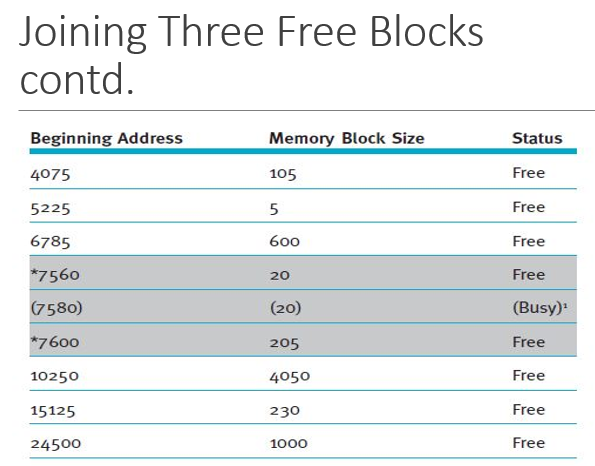 Joining Three Free Blocks
contd.
Beginning Address Memory Block Size Status
4075 105 Free
5225 5 Free
6785 600 Free
*7560 20 Free
(7580) (20) (Busy)¹
*7600 205 Free
10250 4050 Free
15125 230 Free
24500 1000 Free